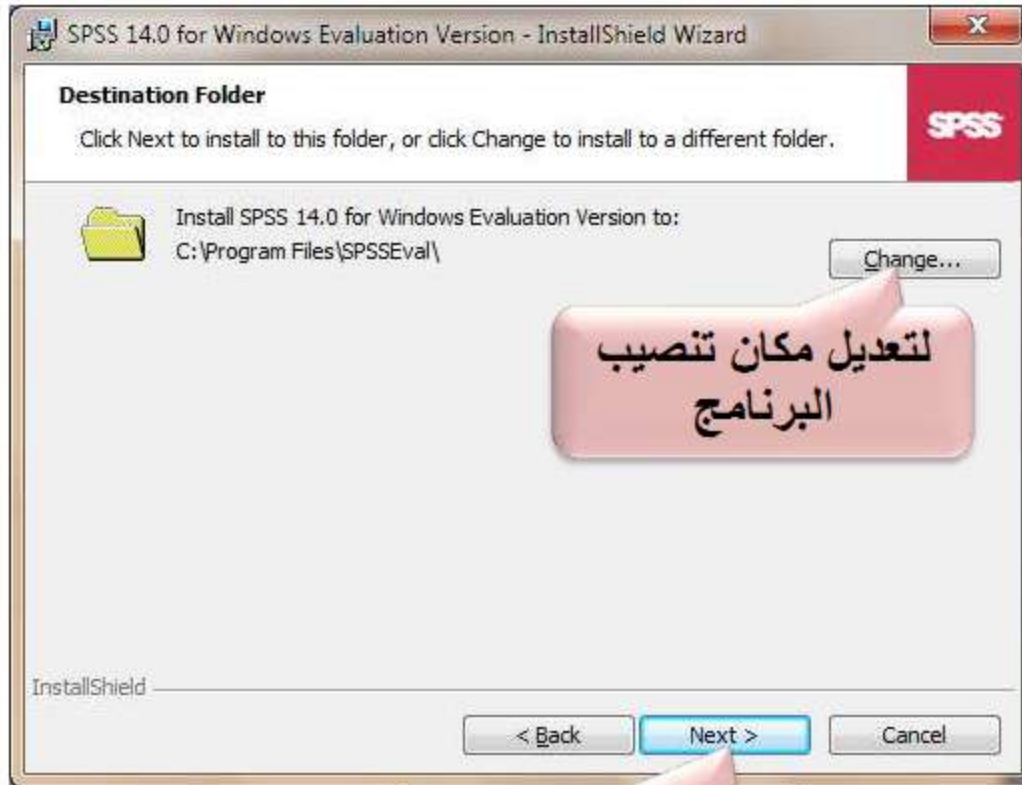 SPSS 14.0 for Windows Evaluation Version - InstallShield Wizard
Destination Folder
Click Next to install to this folder, or click Change to install to a different folder.
SPSS
Install SPSS 14.0 for Windows Evaluation Version to:
C:\Program Files\SPSSEval\
Change...
لتعديل مكان تنصيب
البرنامج
InstallShield
< Back
Next >
Cancel